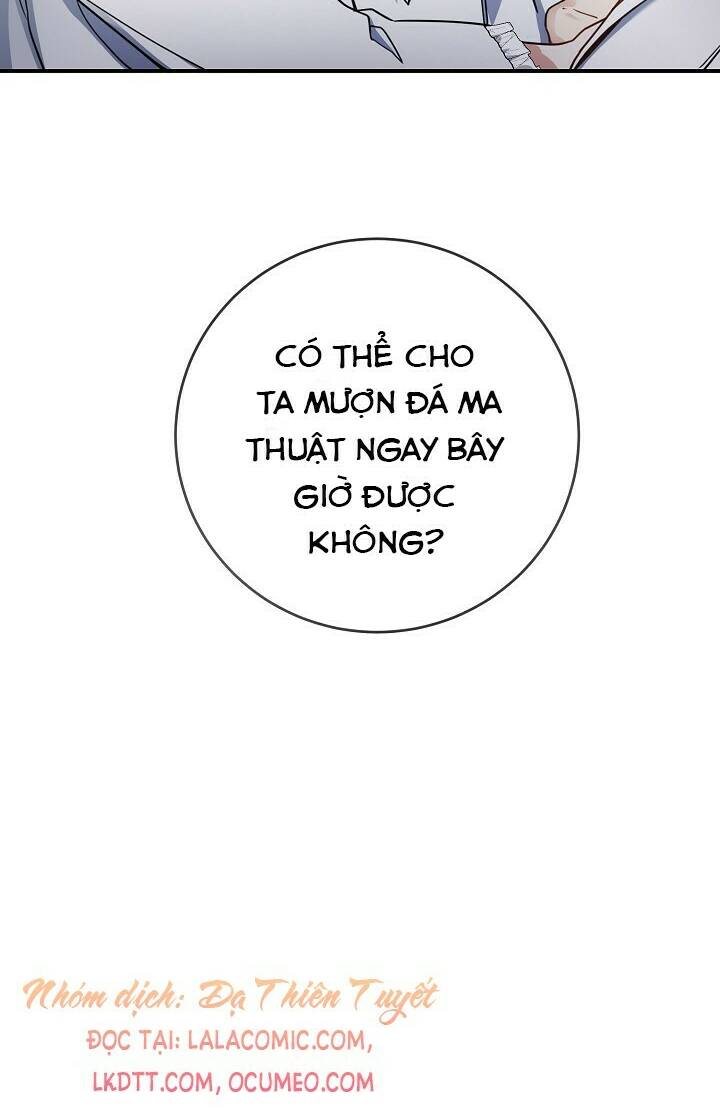 CÓ THỂ CHO
TA MƯỢN ĐÁ MA
THUẬT NGAY BÂY
GIỜ ĐƯỢC
KHÔNG?
Nhóm dịch: Dạ Thiên Tuyết
ĐỌC TẠI: LALACOMIC.COM,
LKDTT.COM, OCUMEO.COM